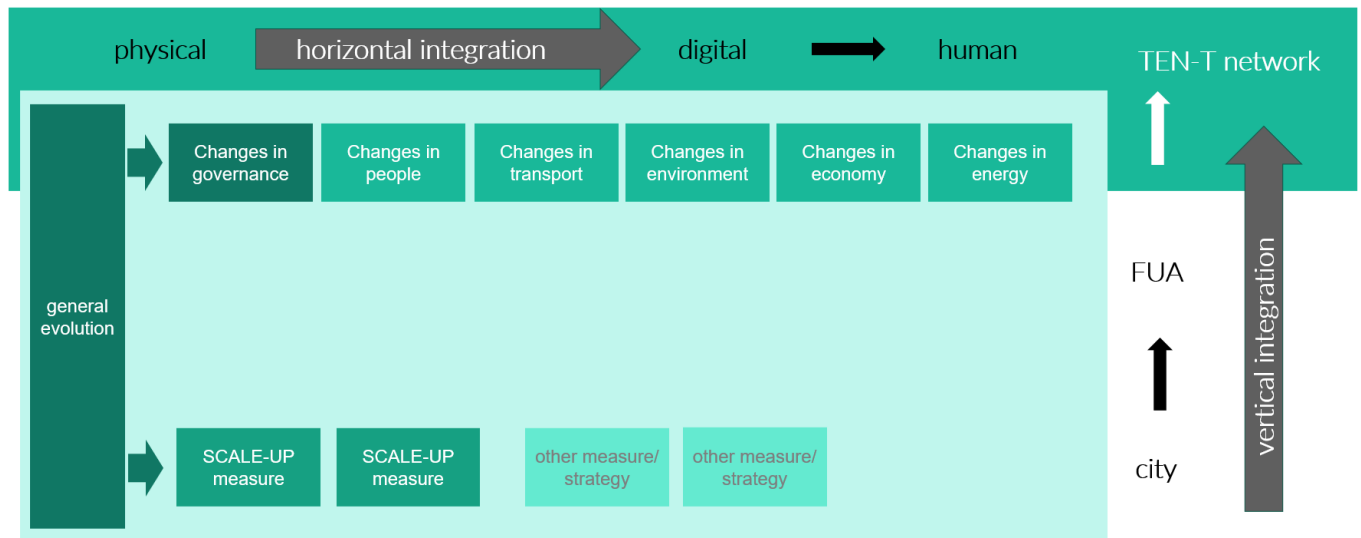 physical horizontal integration digital human
TEN-T network
Changes in
governance
Changes in
people
Changes in
transport
Changes in
environment
Changes in
economy
Changes in
energy
general
evolution
FUA
vertical integration
SCALE-UP
measure
SCALE-UP
measure
other measure/
strategy
other measure/
strategy
city